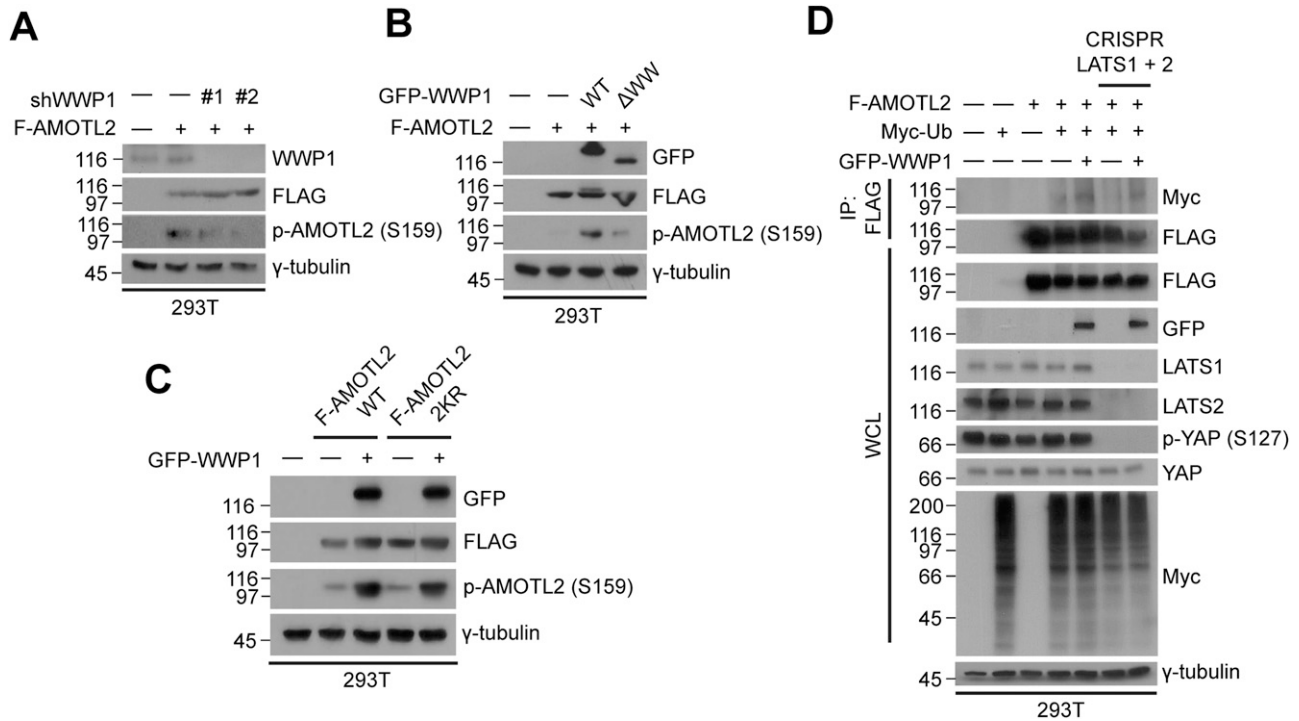 A
shWWP1 — — #1 #2
F-AMOTL2 — + + +
116 WWP1
116
97 FLAG
116
97 p-AMOTL2 (S159)
45 γ-tubulin
293T
B
GFP-WWP1 — — WT ΔWW
F-AMOTL2 — + + +
116 GFP
116
97 FLAG
116
97 p-AMOTL2 (S159)
45 γ-tubulin
293T
C
F-AMOTL2
WT
F-AMOTL2
2KR
GFP-WWP1 — — + — +
116 GFP
116
97 FLAG
116
97 p-AMOTL2 (S159)
45 γ-tubulin
293T
D
CRISPR
LATS1 + 2
F-AMOTL2 — — + + + + +
Myc-Ub — + — + + + +
GFP-WWP1 — — — — + — +
IP:
FLAG
116
97 Myc
116
97 FLAG
WCL
116
97 FLAG
116 GFP
116 LATS1
116 LATS2
66 p-YAP (S127)
66 YAP
200
116
97
66
45
Myc
45 γ-tubulin
293T